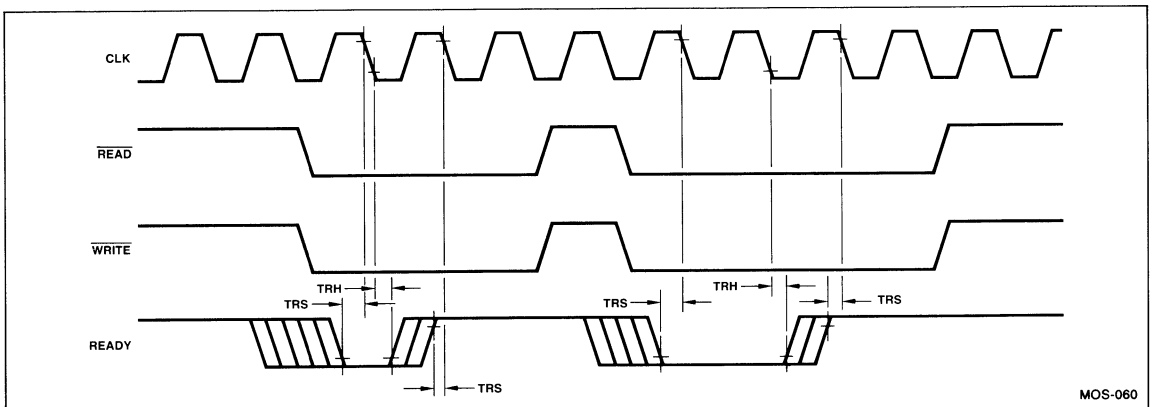 CLK
READ
WRITE
TRH
TRS
TRS
TRH
TRS
READY
TRS
MOS-060